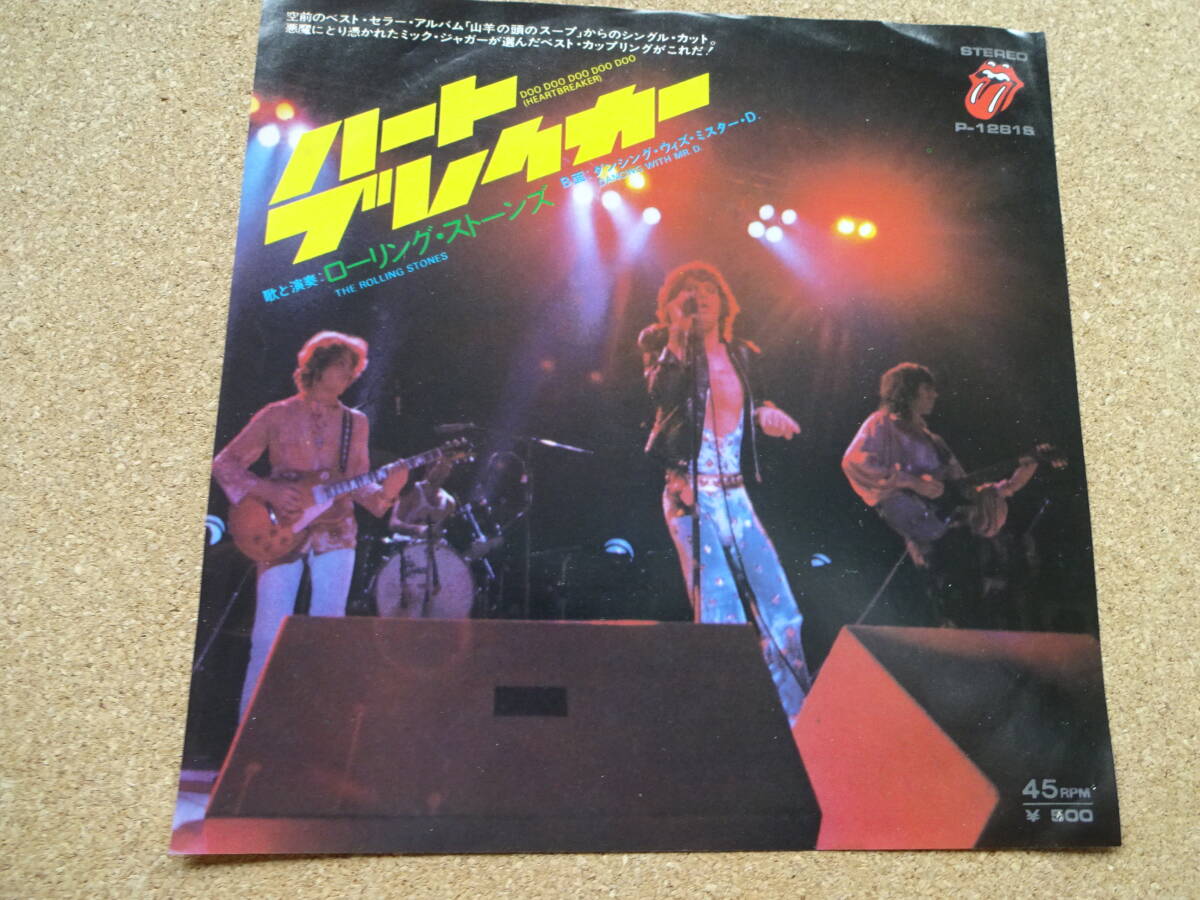 空前のベスト・セラー・アルバム「山羊の頭のスープ」からのシングル・カット。
悪魔にとり憑かれたミック・ジャガーが選んだベスト・カップリングがこれだ!
DOO DOO DOO DOO DOO
(HEARTBREAKER)
ハート
ブレイカー
B面:ダンシング・ウィズ・ミスター・D.
DANCING WITH MR. D.
歌と演奏:ローリング・ストーンズ
THE ROLLING STONES
STEREO
45RPM
¥ 500